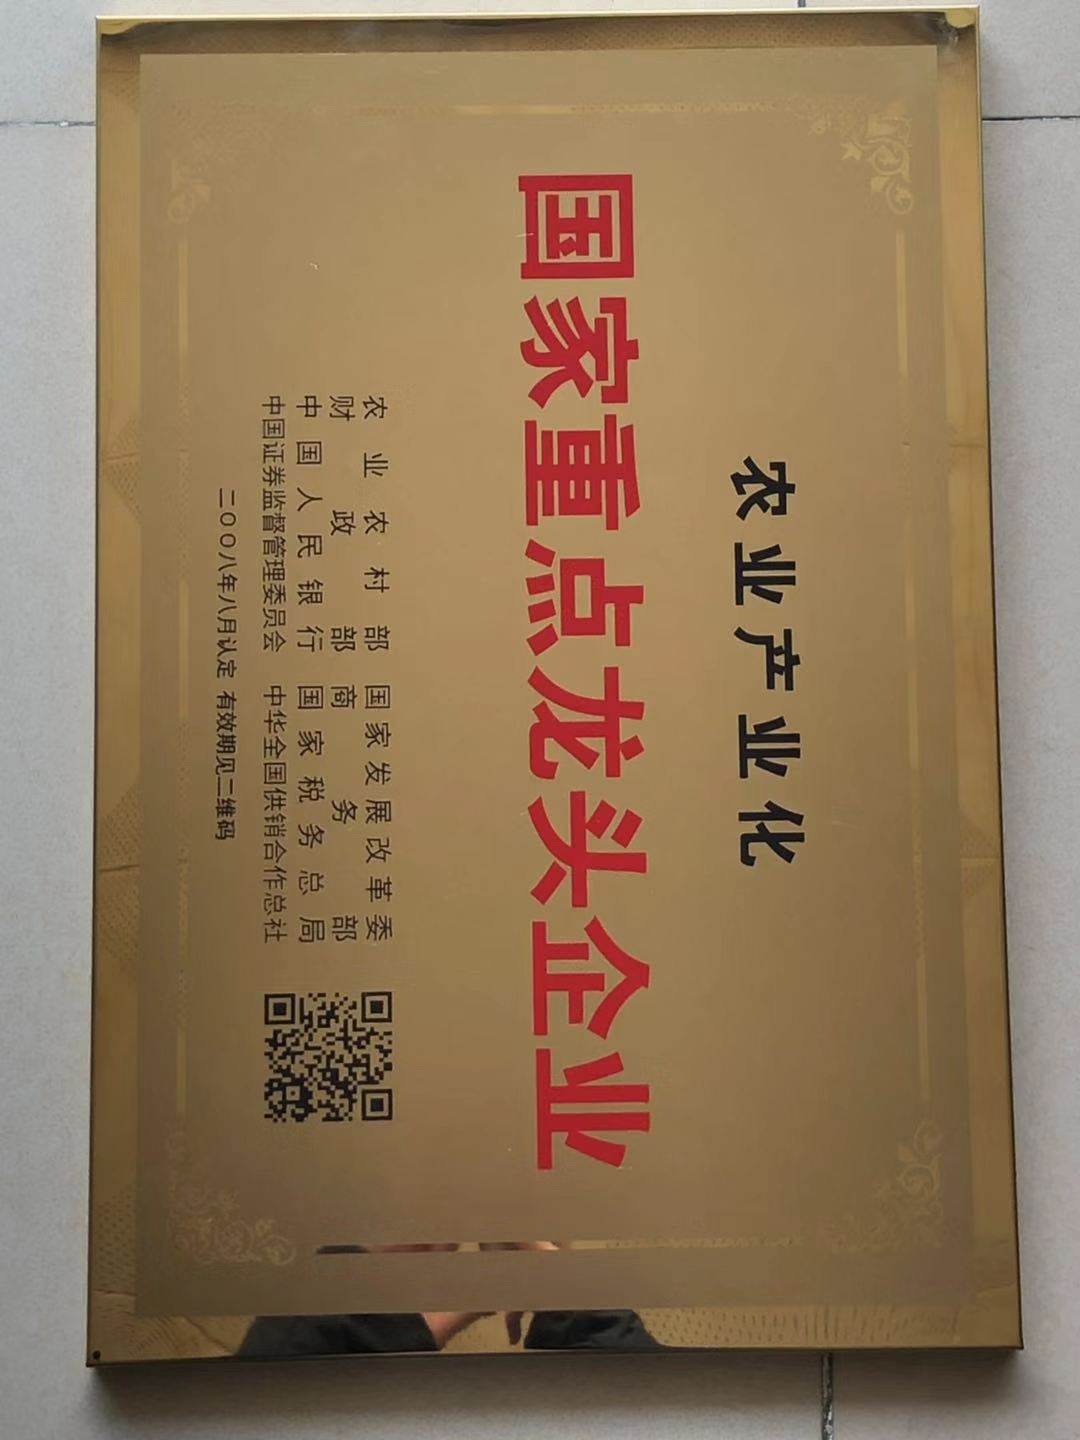 农业产业化
国家重点龙头企业
农业农村部 国家发展改革委
财政部 商务部
中国人民银行 国家税务总局
中国证券监督管理委员会 中华全国供销合作总社
二〇〇八年八月认定 有效期见二维码